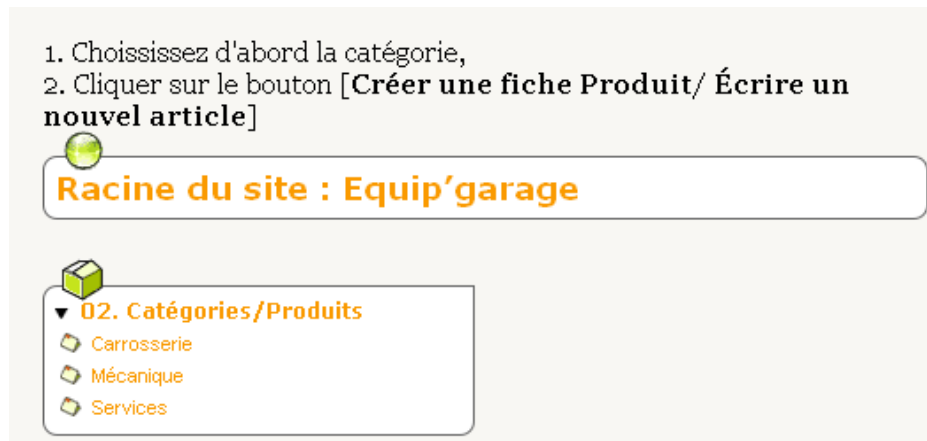 1. Choississez d'abord la catégorie,
2. Cliquer sur le bouton [Créer une fiche Produit/ Écrire un
nouvel article]
Racine du site : Equip’garage
02. Catégories/Produits
Carrosserie
Mécanique
Services